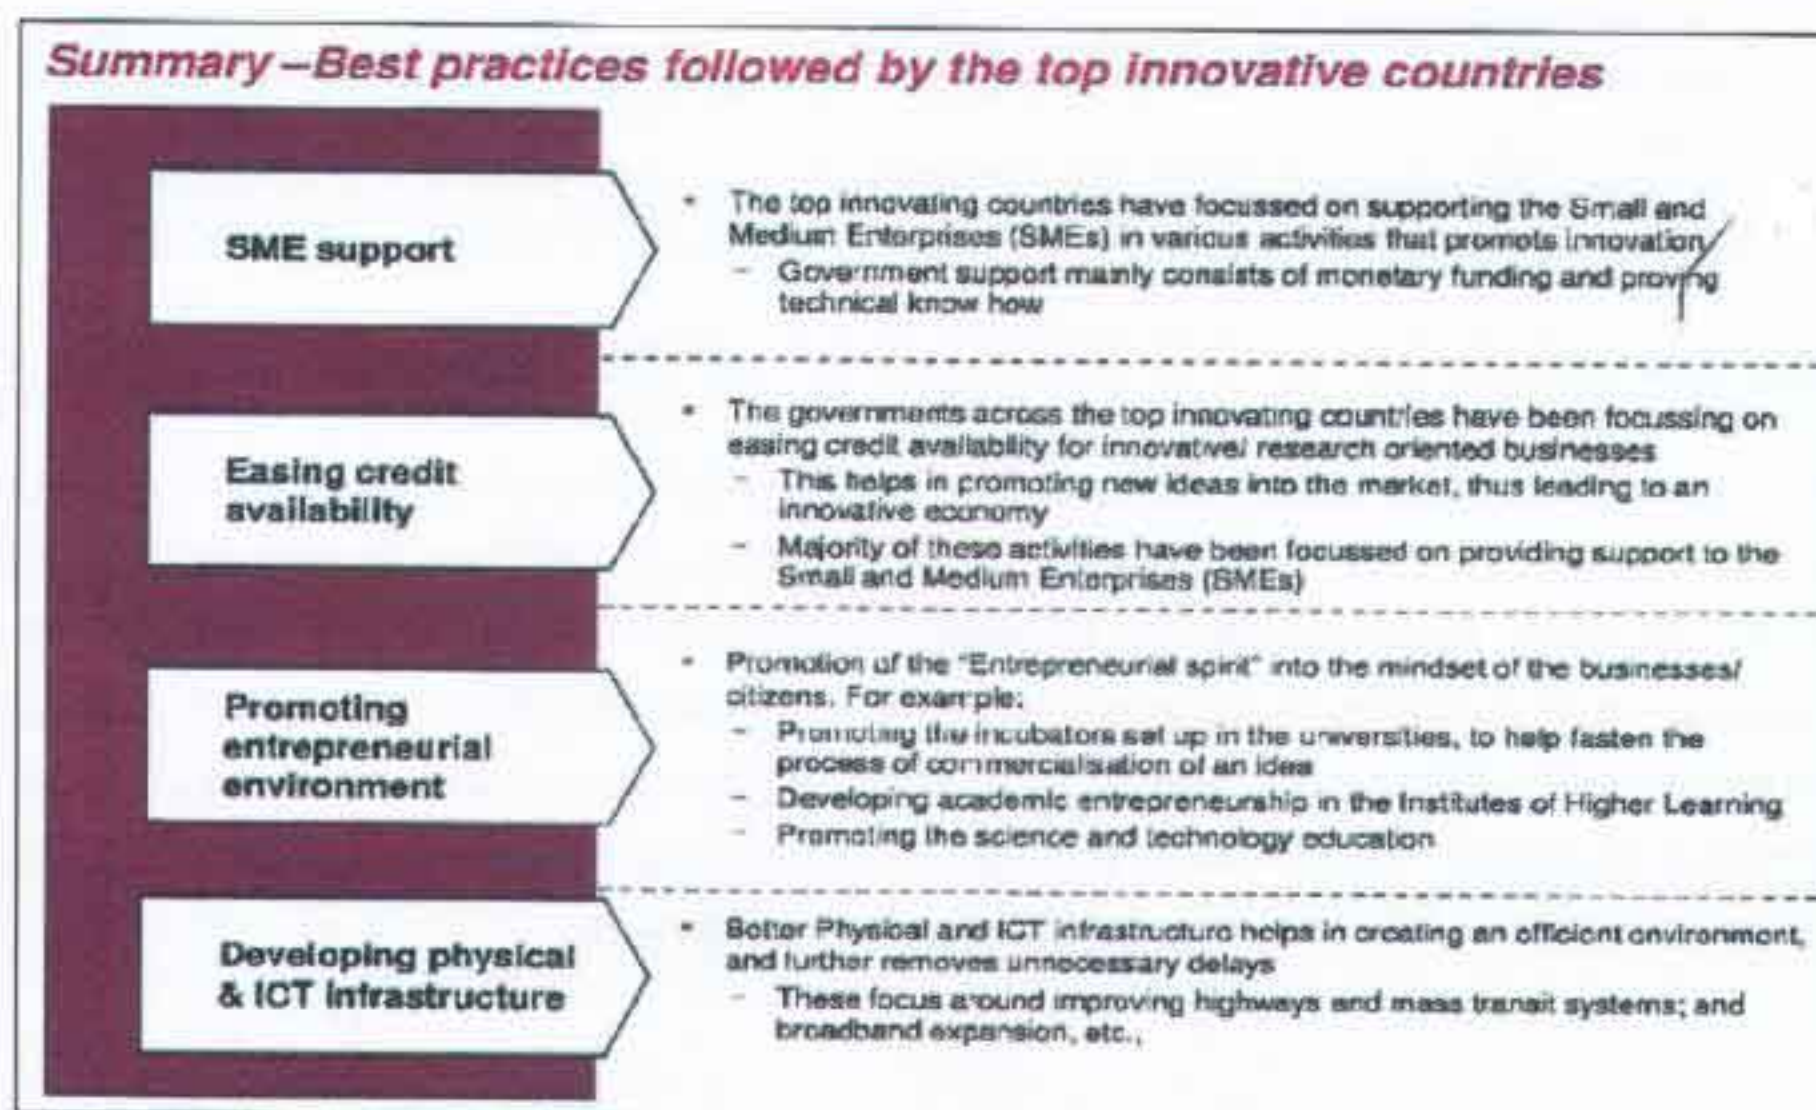 Summary –Best practices followed by the top innovative countries
SME support
• The top innovating countries have focussed on supporting the Small and
Medium Enterprises (SMEs) in various activities that promots innovation
– Government support mainly consists of monetary funding and proving
technical know how
Easing credit
availability
• The governments across the top innovating countries have been focussing on
easing credit availability for innovative/ research oriented businesses
– This helps in promoting new ideas into the market, thus leading to an
innovative economy
– Majority of these activities have been focussed on providing support to the
Small and Medium Enterprises (SMEs)
Promoting
entrepreneurial
environment
• Promotion of the "Entrepreneurial spirit" into the mindset of the businesses/
citizens. For example:
– Promoting the incubators set up in the universities, to help fasten the
process of commercialisation of an idea
– Developing academic entrepreneurship in the Institutes of Higher Learning
– Promoting the science and technology education
Developing physical
& ICT Infrastructure
• Better Physical and ICT infrastructure helps in creating an efficient environment,
and further removes unnecessary delays
– These focus around improving highways and mass transit systems; and
broadband expansion, etc.,